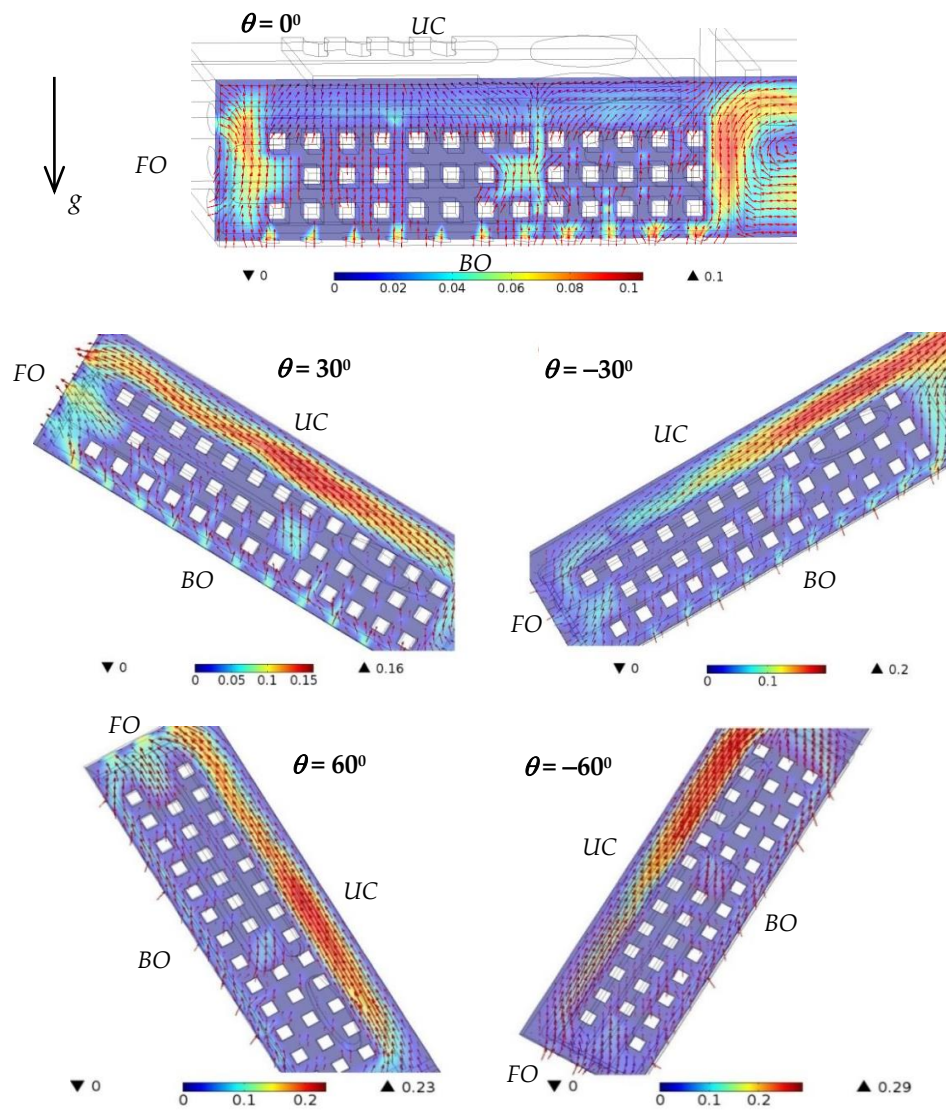 θ = 0⁰ UC
FO
g
BO
▼ 0 0 0.02 0.04 0.06 0.08 0.1 ▲ 0.1
θ = 30⁰ θ = −30⁰
FO
UC UC
BO BO
FO
▼ 0 0 0.05 0.1 0.15 ▲ 0.16 ▼ 0 0 0.1 ▲ 0.2
FO
θ = 60⁰ θ = −60⁰
UC UC
BO BO
FO
▼ 0 0 0.1 0.2 ▲ 0.23 ▼ 0 0 0.1 0.2 ▲ 0.29